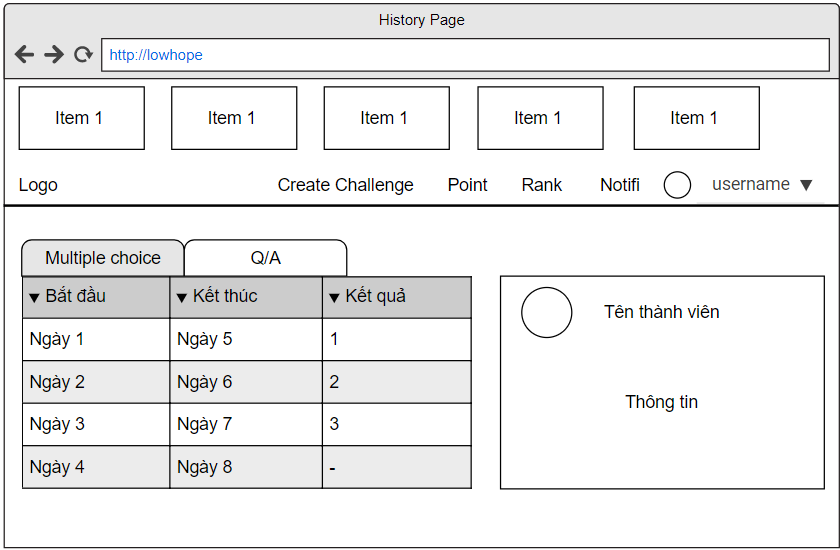 History Page
http://lowhope
Item 1 Item 1 Item 1 Item 1 Item 1
Logo Create Challenge Point Rank Notifi username
Multiple choice Q/A
Bắt đầu Kết thúc Kết quả
Ngày 1 Ngày 5 1
Ngày 2 Ngày 6 2
Ngày 3 Ngày 7 3
Ngày 4 Ngày 8 -
Tên thành viên
Thông tin